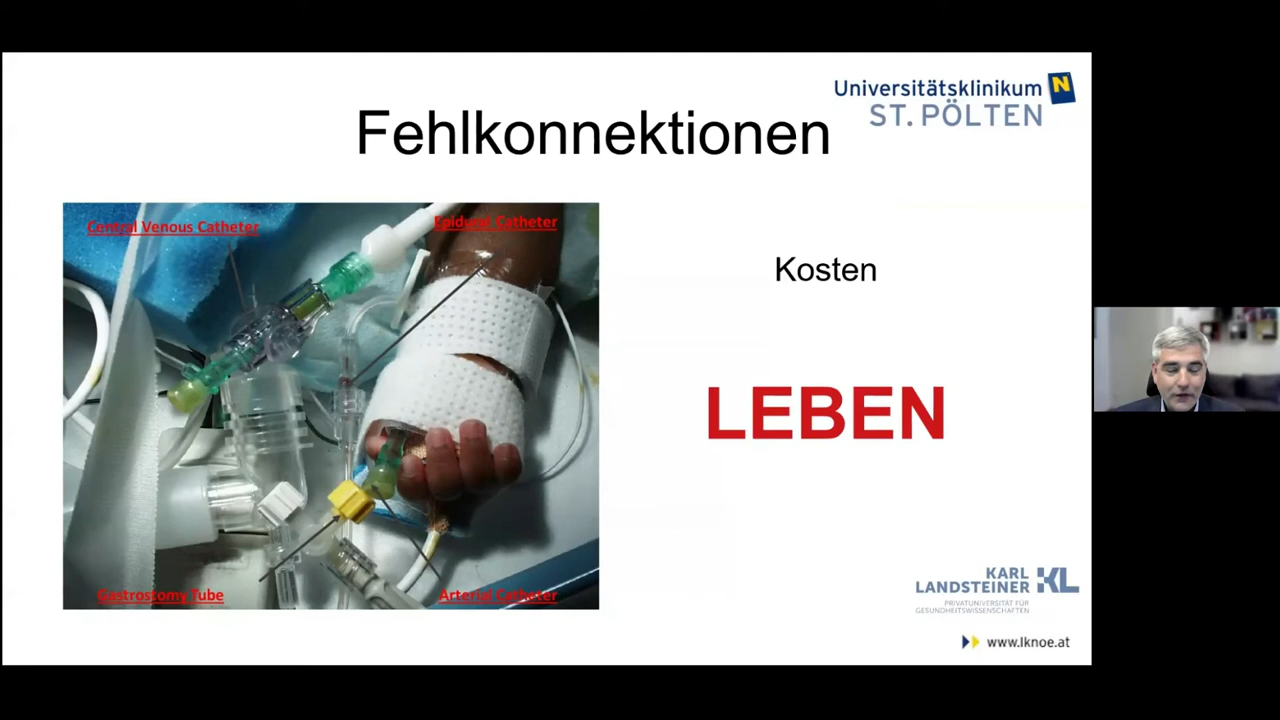 Universitätsklinikum N
ST. PÖLTEN
Fehlkonnektionen
Central Venous Catheter
Epidural Catheter
Kosten
LEBEN
Gastrostomy Tube
Arterial Catheter
KARL
LANDSTEINER KL
PRIVATUNIVERSITÄT FÜR
GESUNDHEITSWISSENSCHAFTEN
www.lknoe.at